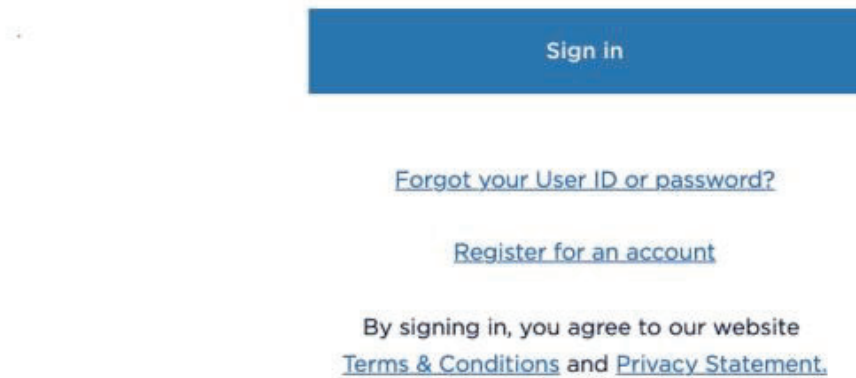 Sign in
Forgot your User ID or password?
Register for an account
By signing in, you agree to our website
Terms & Conditions and Privacy Statement.